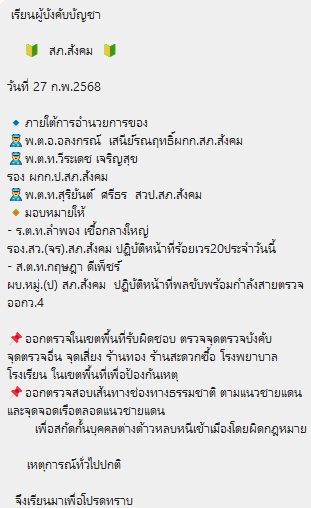 เรียนผู้บังคับบัญชา
🔰 สภ.สังคม 🔰
วันที่ 27 ก.พ.2568
🔹ภายใต้การอำนวยการของ
👮พ.ต.อ.อลงกรณ์ เสนีย์รณฤทธิ์ผกก.สภ.สังคม
👮พ.ต.ท.วีระเดช เจริญสุข
รอง ผกก.ป.สภ.สังคม
👮พ.ต.ท.สุริยันต์ ศรีธร สวป.สภ.สังคม
🔸มอบหมายให้
- ร.ต.ท.ลำพอง เชื้อกลางใหญ่
รอง.สว.(จร).สภ.สังคม ปฏิบัติหน้าที่ร้อยเวร20ประจำวันนี้
- ส.ต.ท.กฤษฎา ดีเพ็ชร์
ผบ.หมู่.(ป) สภ.สังคม ปฏิบัติหน้าที่พลขับพร้อมกำลังสายตรวจ
ออกว.4
📌ออกตรวจในเขตพื้นที่รับผิดชอบ ตรวจจุดตรวจบังคับ
จุดตรวจอื่น จุดเสี่ยง ร้านทอง ร้านสะดวกซื้อ โรงพยาบาล
โรงเรียน ในเขตพื้นที่เพื่อป้องกันเหตุ
📌ออกตรวจสอบเส้นทางช่องทางธรรมชาติ ตามแนวชายแดน
และจุดจอดเรือตลอดแนวชายแดน
เพื่อสกัดกั้นบุคคลต่างด้าวหลบหนีเข้าเมืองโดยผิดกฎหมาย
เหตุการณ์ทั่วไปปกติ
จึงเรียนมาเพื่อโปรดทราบ